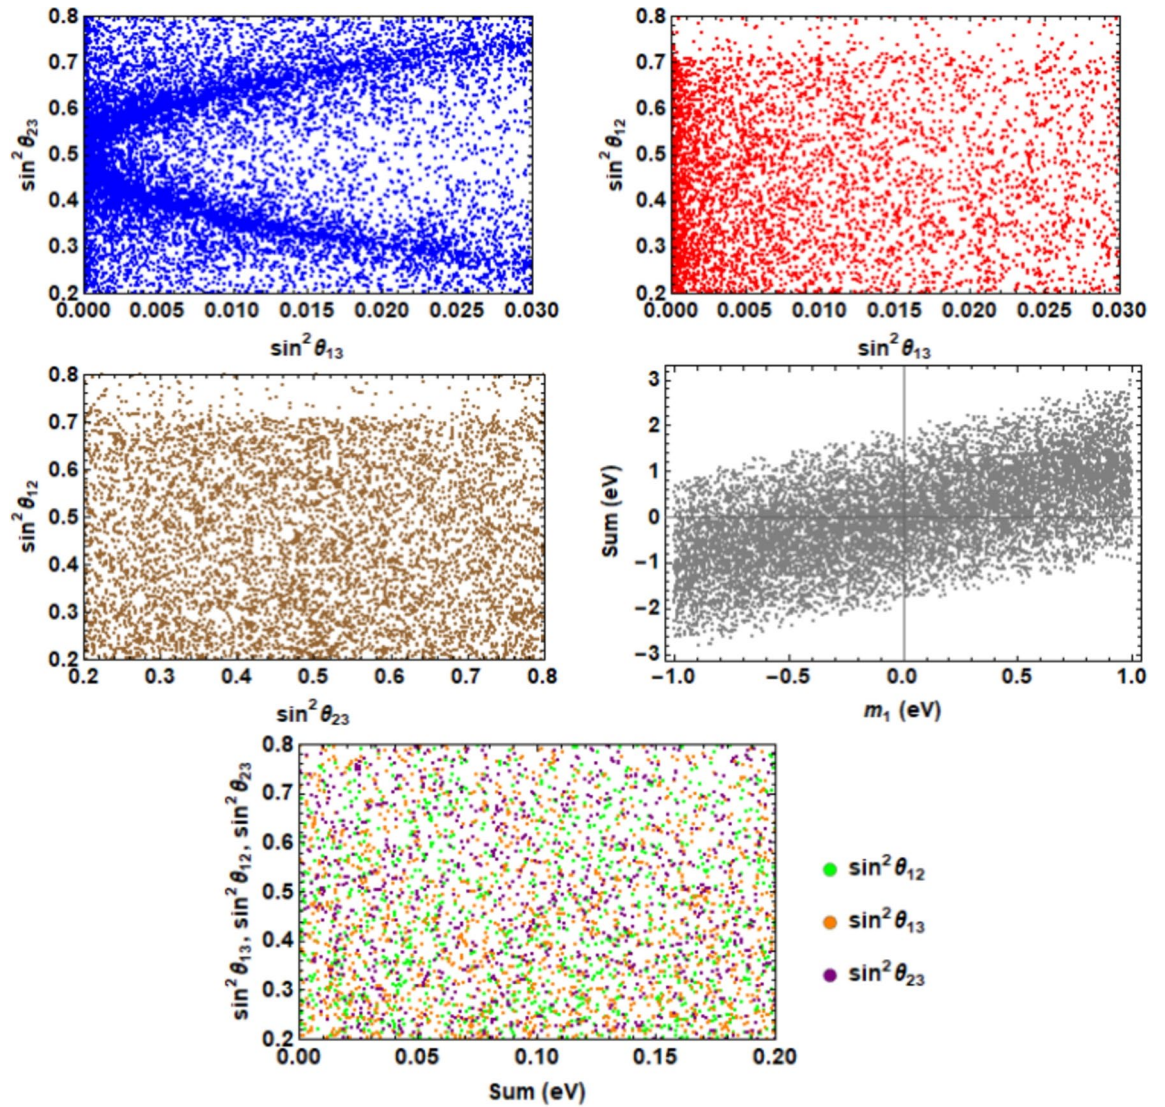 0.8
0.7
0.6
0.5
0.4
0.3
0.2
sin² θ₂₃
0.000 0.005 0.010 0.015 0.020 0.025 0.030
sin² θ₁₃
0.8
0.7
0.6
0.5
0.4
0.3
0.2
sin² θ₁₂
0.000 0.005 0.010 0.015 0.020 0.025 0.030
sin² θ₁₃
0.8
0.7
0.6
0.5
0.4
0.3
0.2
sin² θ₁₂
0.2 0.3 0.4 0.5 0.6 0.7 0.8
sin² θ₂₃
3
2
1
0
−1
−2
−3
Sum (eV)
−1.0 −0.5 0.0 0.5 1.0
m₁ (eV)
0.8
0.7
0.6
0.5
0.4
0.3
0.2
sin² θ₁₃, sin² θ₁₂, sin² θ₂₃
0.00 0.05 0.10 0.15 0.20
Sum (eV)
sin² θ₁₂
sin² θ₁₃
sin² θ₂₃